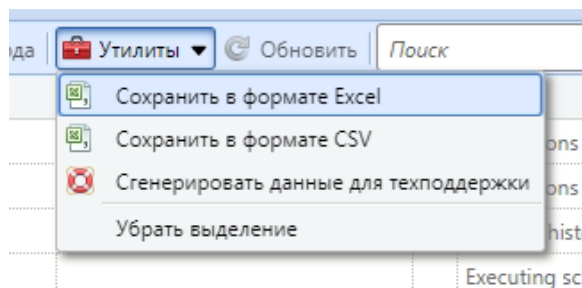 да Утилиты Обновить Поиск
Сохранить в формате Excel
Сохранить в формате CSV
ons
Сгенерировать данные для техподдержки
ons
Убрать выделение
hist
Executing sc